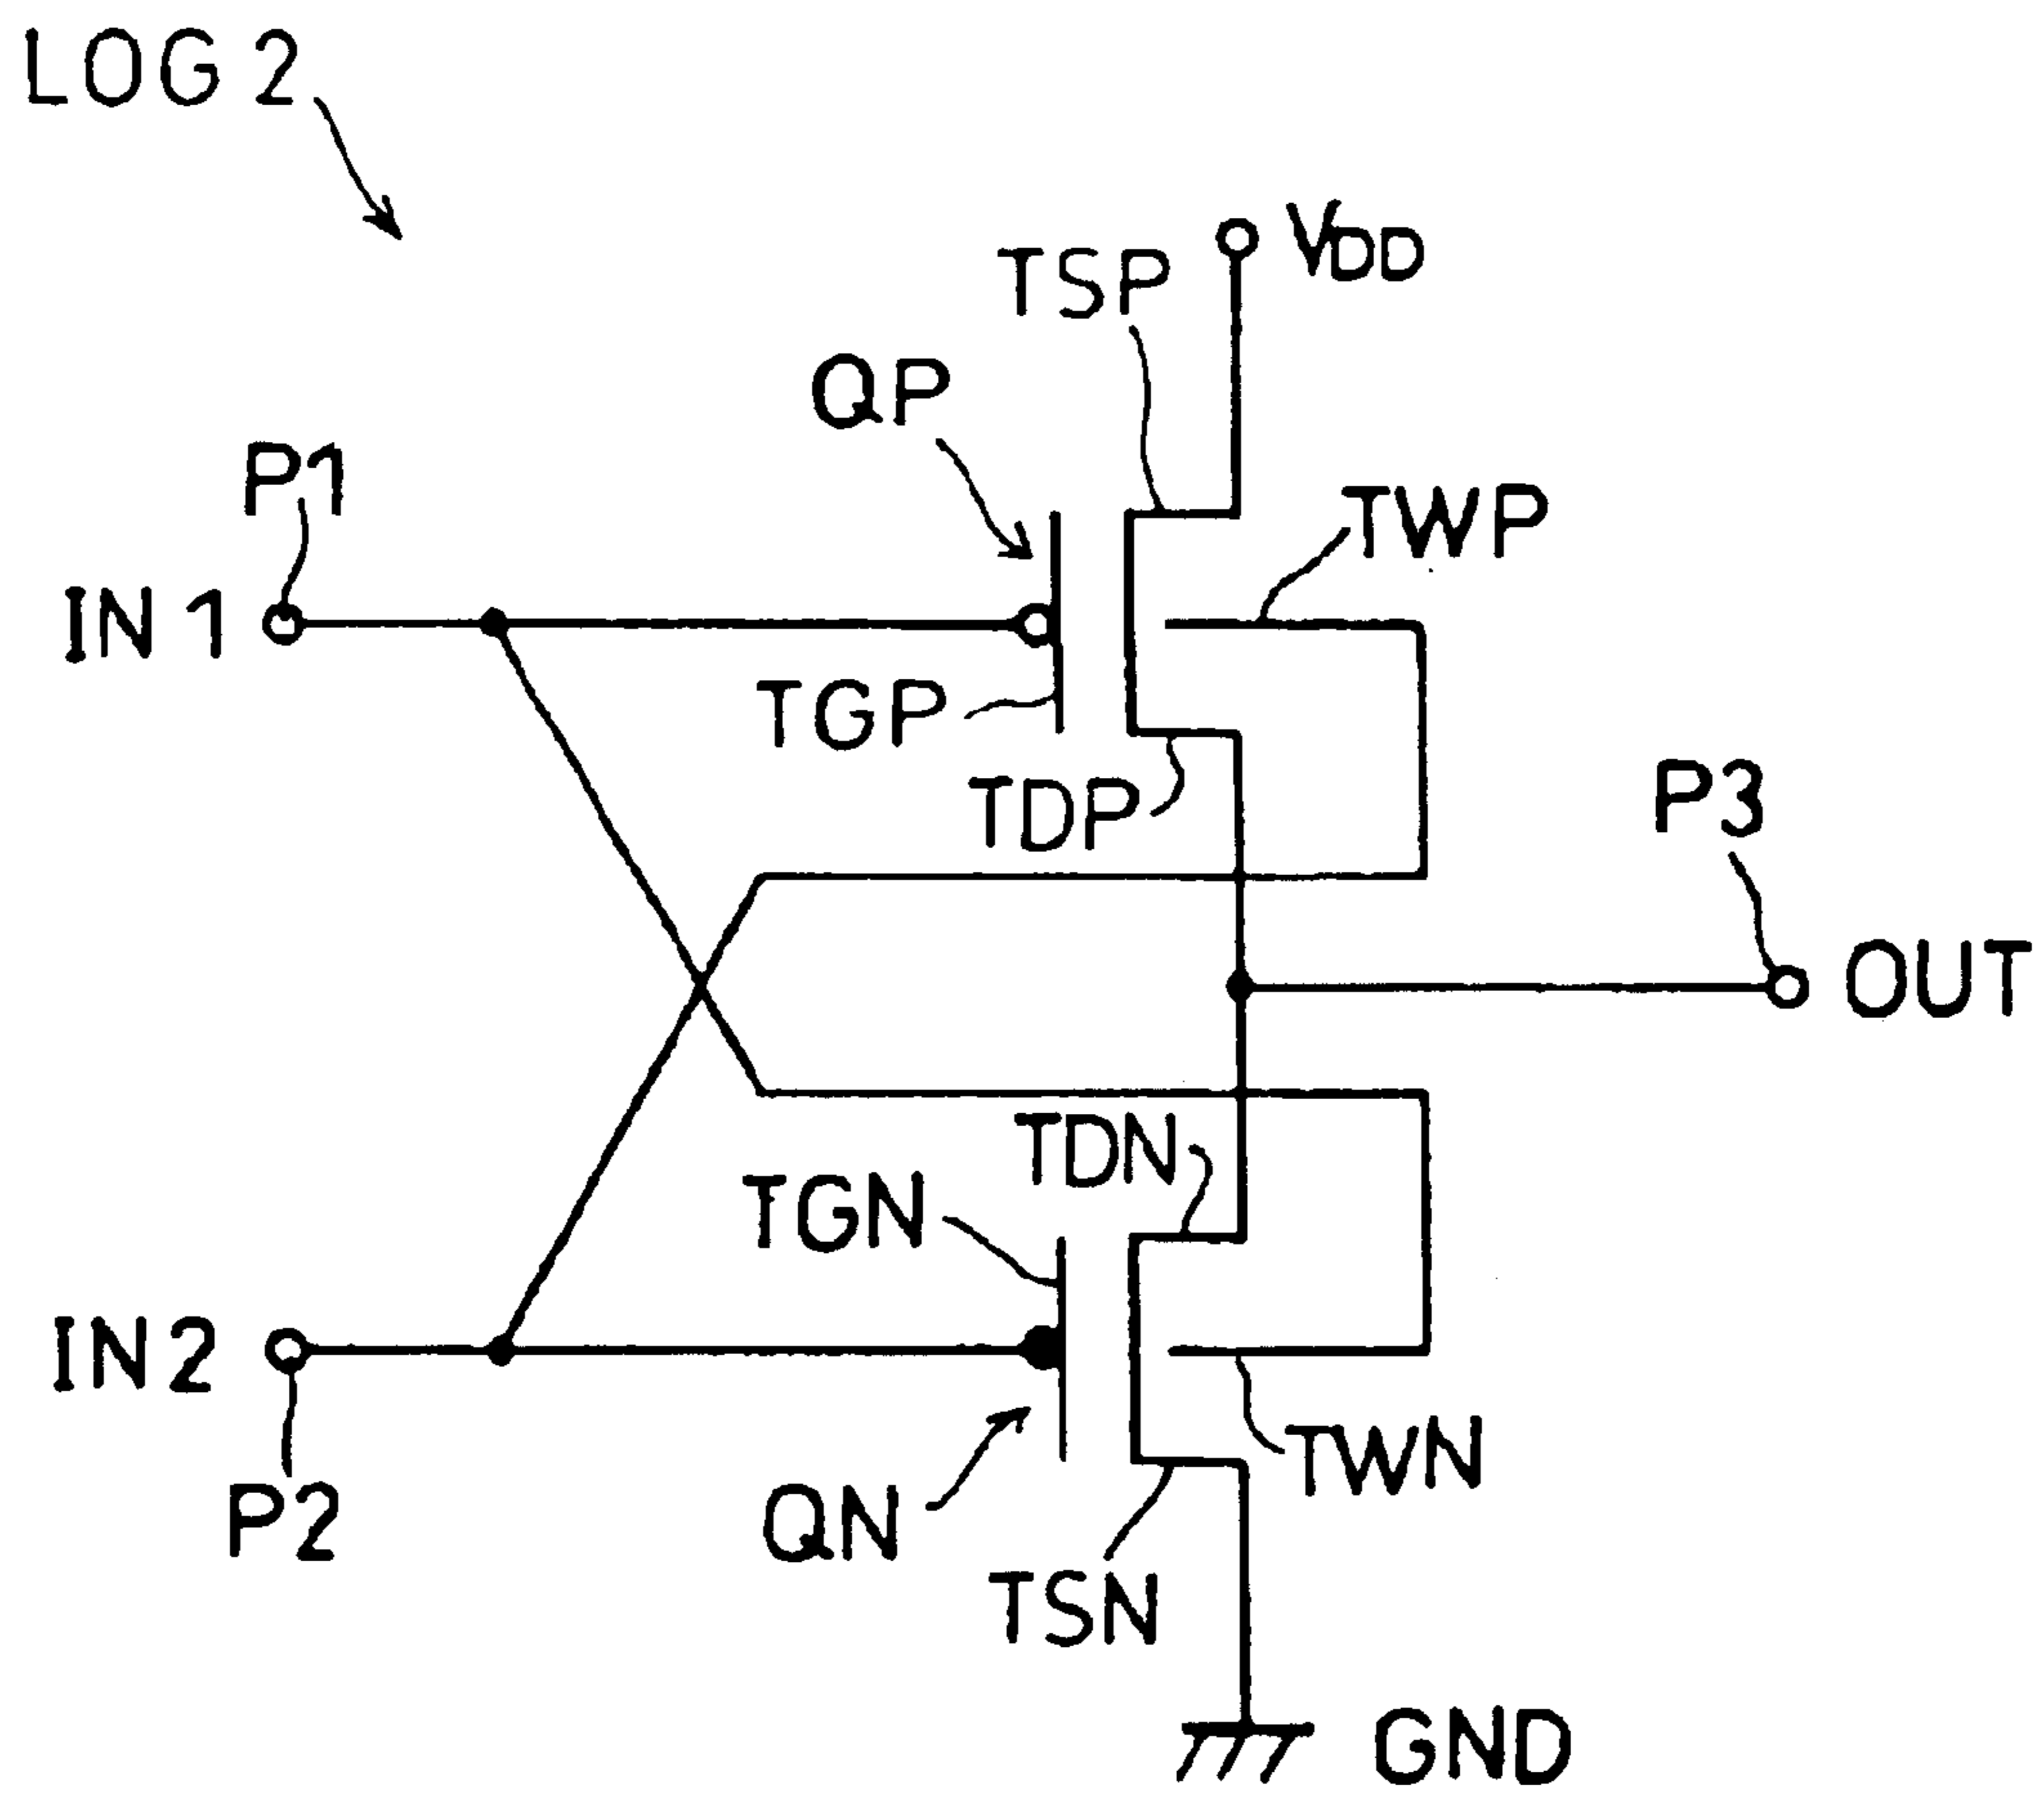 LOG 2
VDD
TSP
QP
P1
TWP
IN 1
TGP
TDP
P3
OUT
TDN
TGN
IN2
TWN
P2
QN
TSN
GND